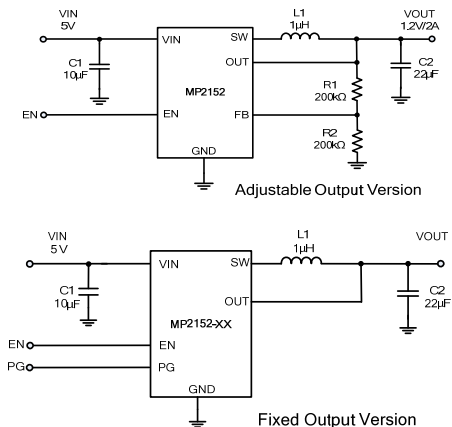 VIN
5V
C1
10µF
EN
VIN
EN
MP2152
GND
SW
OUT
FB
L1
1µH
R1
200kΩ
R2
200kΩ
VOUT
1.2V/2A
C2
22µF
Adjustable Output Version
VIN
5V
C1
10µF
EN
PG
VIN
EN
PG
MP2152-XX
GND
SW
OUT
L1
1µH
VOUT
C2
22µF
Fixed Output Version